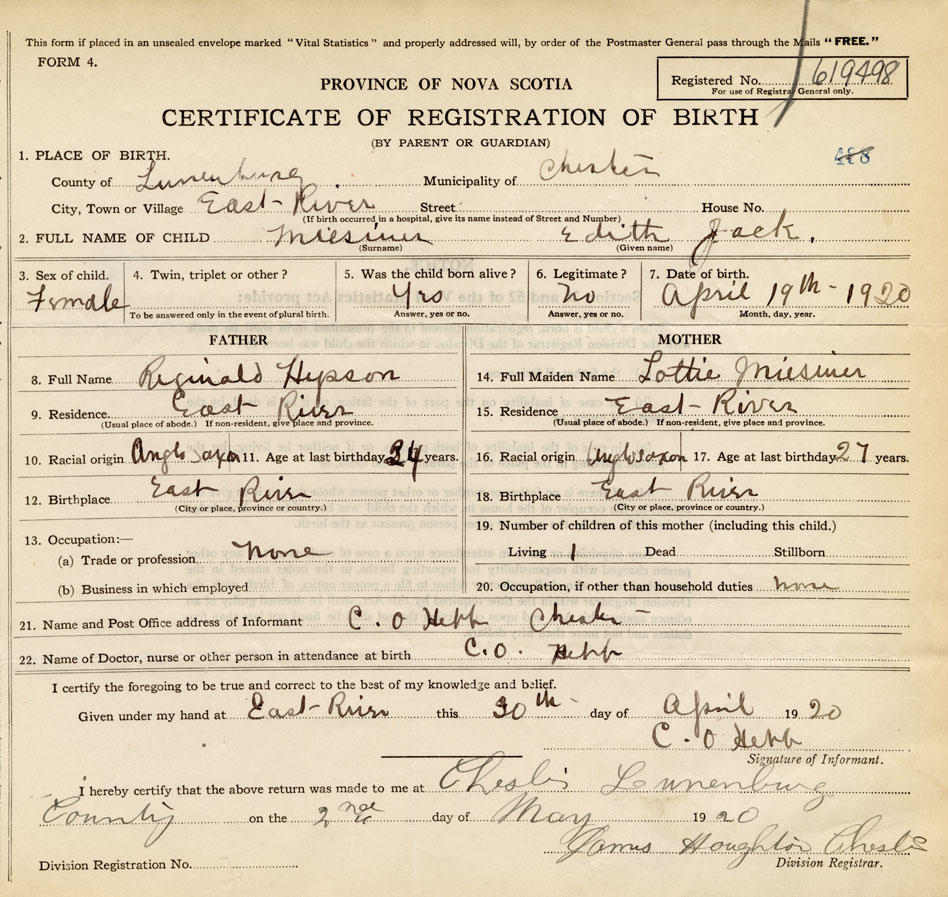 This form if placed in an unsealed envelope marked "Vital Statistics" and properly addressed will, by order of the Postmaster General pass through the Mails "FREE."
FORM 4.
Registered No. 619498
For use of Registrar General only.
PROVINCE OF NOVA SCOTIA
CERTIFICATE OF REGISTRATION OF BIRTH
(BY PARENT OR GUARDIAN)
1. PLACE OF BIRTH.
County of Lunenburg Municipality of Chester
City, Town or Village East-River Street House No.
(If birth occurred in a hospital, give its name instead of Street and Number)
2. FULL NAME OF CHILD Miesiner Edith Jack.
(Surname) (Given name)
3. Sex of child. 4. Twin, triplet or other? 5. Was the child born alive? 6. Legitimate? 7. Date of birth.
Female Yes No April 19th - 1920
To be answered only in the event of plural birth. Answer, yes or no. Answer, yes or no. Month, day, year.
FATHER
8. Full Name Reginald Hypson
9. Residence East River
(Usual place of abode.) If non-resident, give place and province.
10. Racial origin Anglo Saxon 11. Age at last birthday 24 years.
12. Birthplace East River
(City or place, province or country.)
13. Occupation:—
(a) Trade or profession None
(b) Business in which employed
MOTHER
14. Full Maiden Name Lottie Miesiner
15. Residence East-River
(Usual place of abode.) If non-resident, give place and province.
16. Racial origin Anglo Saxon 17. Age at last birthday 27 years.
18. Birthplace East River
(City or place, province or country.)
19. Number of children of this mother (including this child.)
Living 1 Dead Stillborn
20. Occupation, if other than household duties none
21. Name and Post Office address of Informant C. O Hebb Chester
22. Name of Doctor, nurse or other person in attendance at birth C. O. Hebb
I certify the foregoing to be true and correct to the best of my knowledge and belief.
Given under my hand at East-River this 30th day of April 1920
C. O Hebb
Signature of Informant.
I hereby certify that the above return was made to me at Chester Lunenburg
County on the 2nd day of May 1920
James Houghton Chester
Division Registration No. Division Registrar.